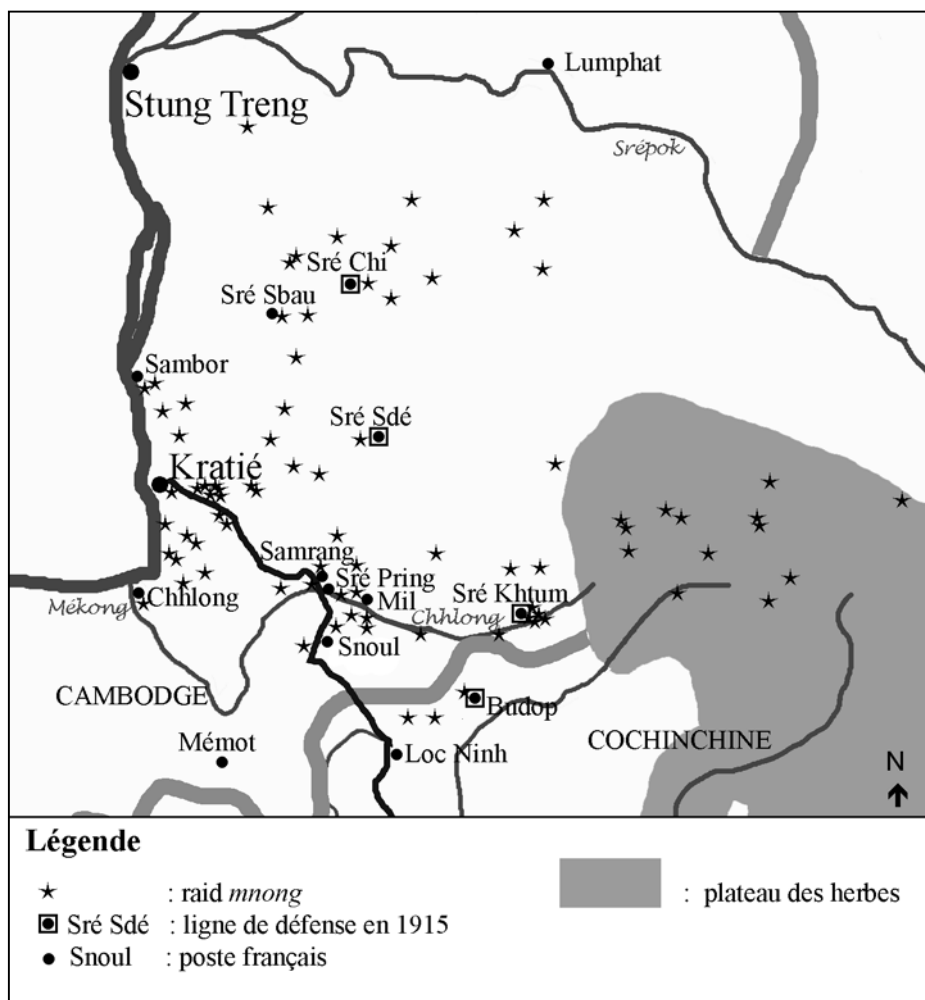 Lumphat
Stung Treng
Srépok
Sré Chi
Sré Sbau
Sambor
Sré Sdé
Kratié
Samrang
Sré Pring
Mil
Sré Khtum
Chhlong
Mékong
Chhlong
Snoul
CAMBODGE
Budop
Mémot
Loc Ninh
COCHINCHINE
N
Légende
: raid mnong
: plateau des herbes
Sré Sdé : ligne de défense en 1915
Snoul : poste français